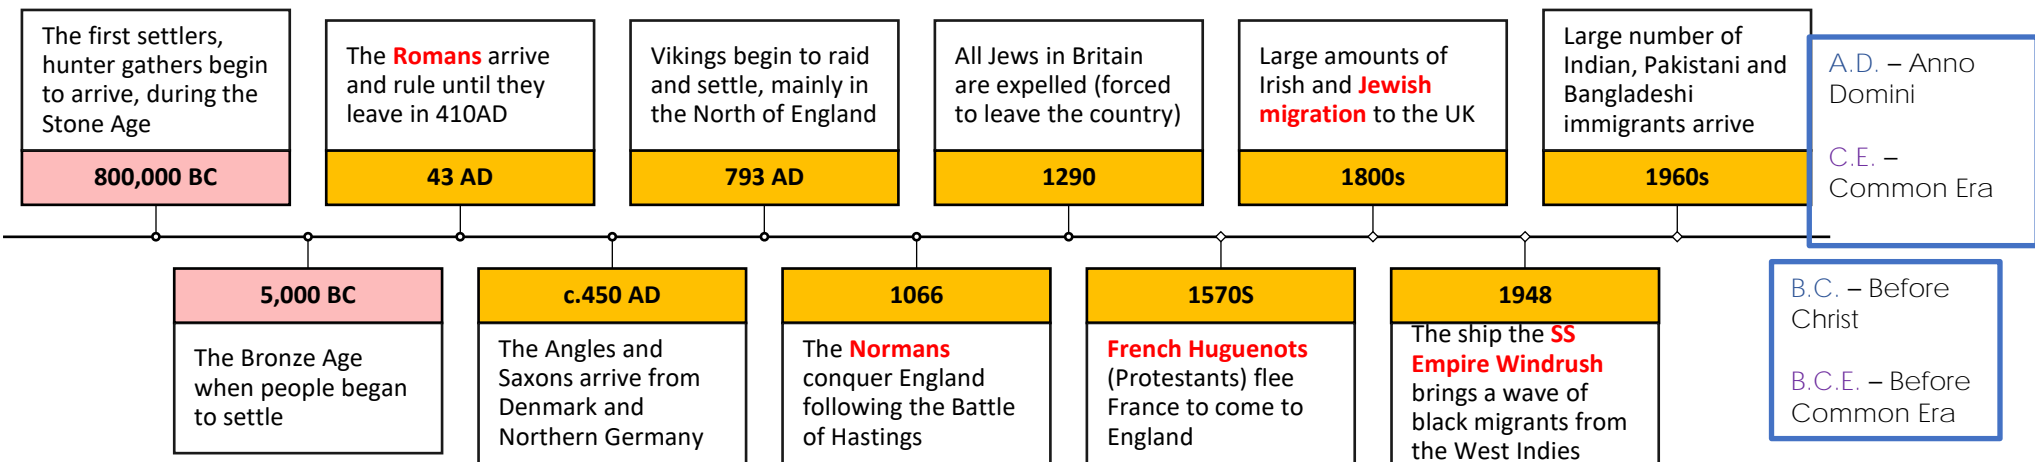 The first settlers,
hunter gathers begin
to arrive, during the
Stone Age
800,000 BC
The Romans arrive
and rule until they
leave in 410AD
43 AD
Vikings begin to raid
and settle, mainly in
the North of England
793 AD
All Jews in Britain
are expelled (forced
to leave the country)
1290
Large amounts of
Irish and Jewish
migration to the UK
1800s
Large number of
Indian, Pakistani and
Bangladeshi
immigrants arrive
1960s
A.D. – Anno
Domini
C.E. –
Common Era
5,000 BC
The Bronze Age
when people began
to settle
c.450 AD
The Angles and
Saxons arrive from
Denmark and
Northern Germany
1066
The Normans
conquer England
following the Battle
of Hastings
1570S
French Huguenots
(Protestants) flee
France to come to
England
1948
The ship the SS
Empire Windrush
brings a wave of
black migrants from
the West Indies
B.C. – Before
Christ
B.C.E. – Before
Common Era